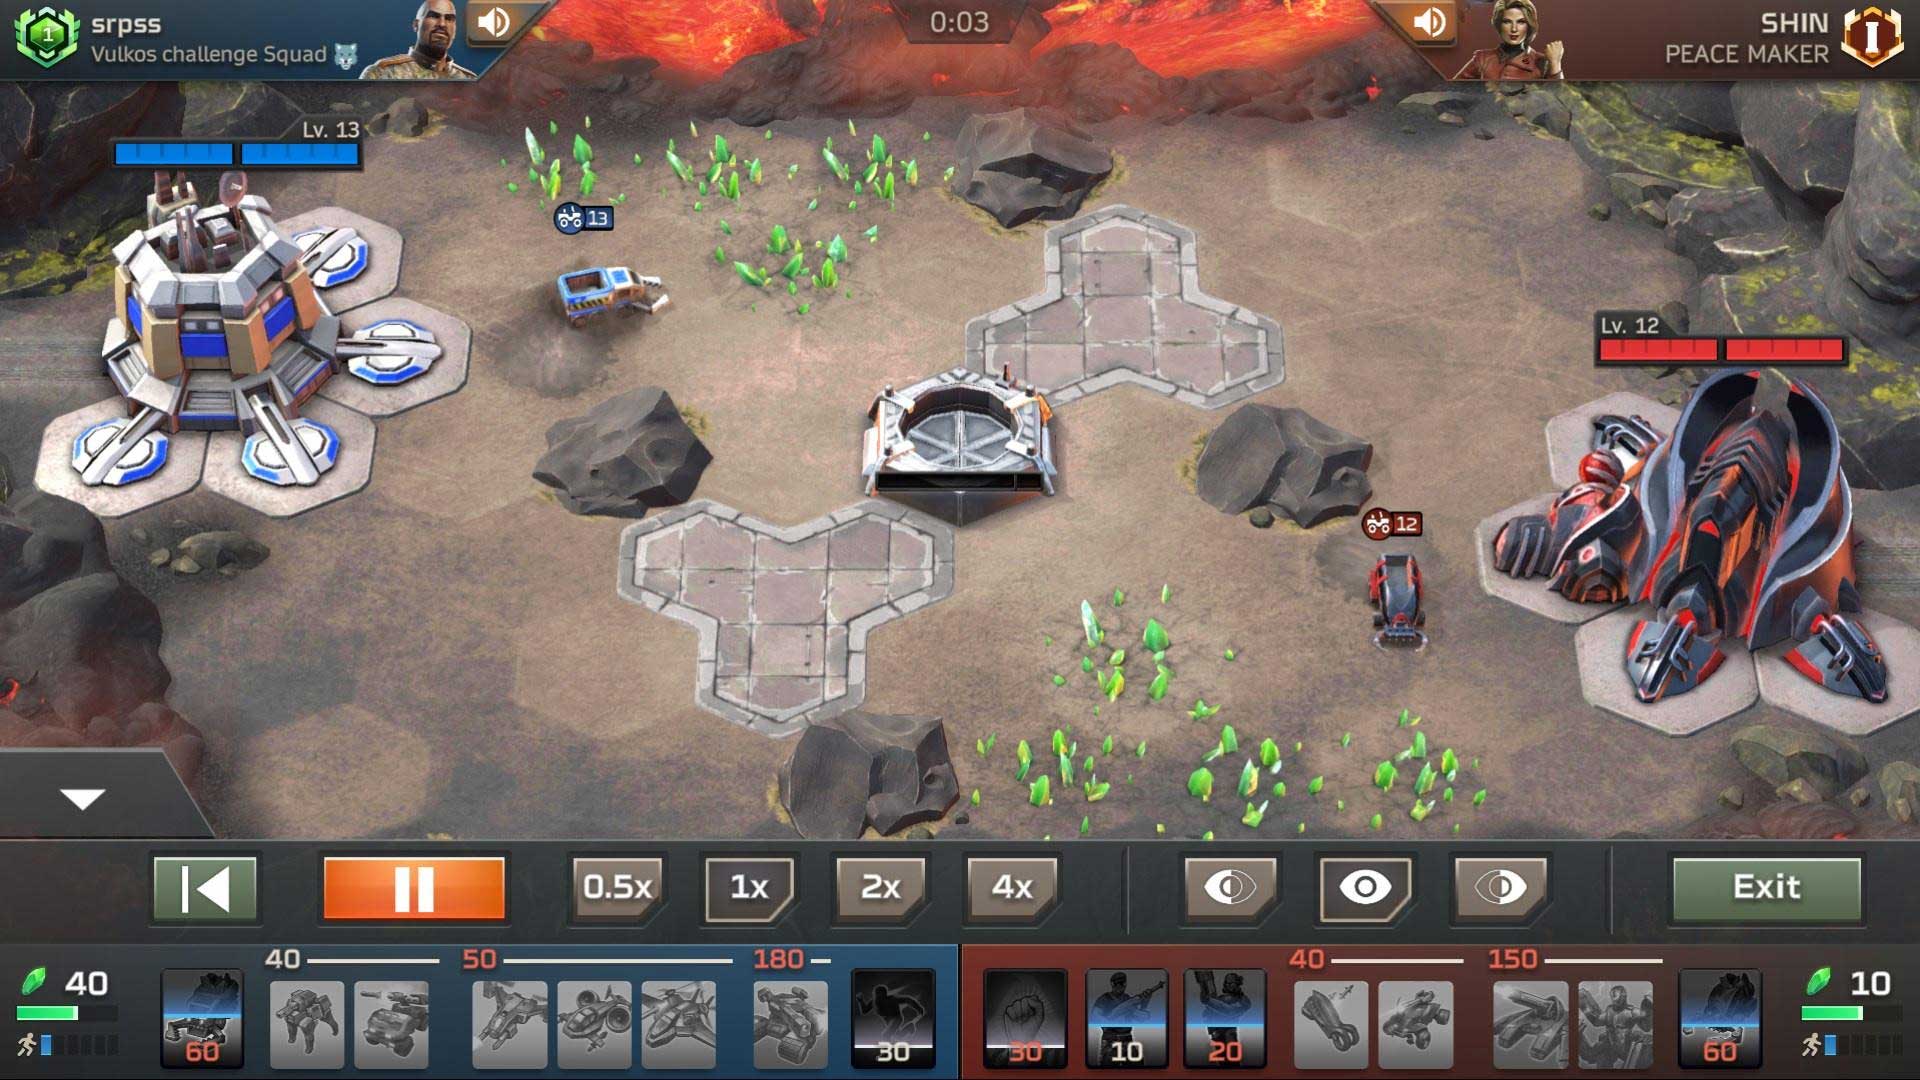 1
srpss
Vulkos challenge Squad
0:03
SHIN
PEACE MAKER
I
Lv. 13
13
Lv. 12
12
0.5x
1x
2x
4x
Exit
40
60
40
50
180
30
30
10
20
40
150
60
10